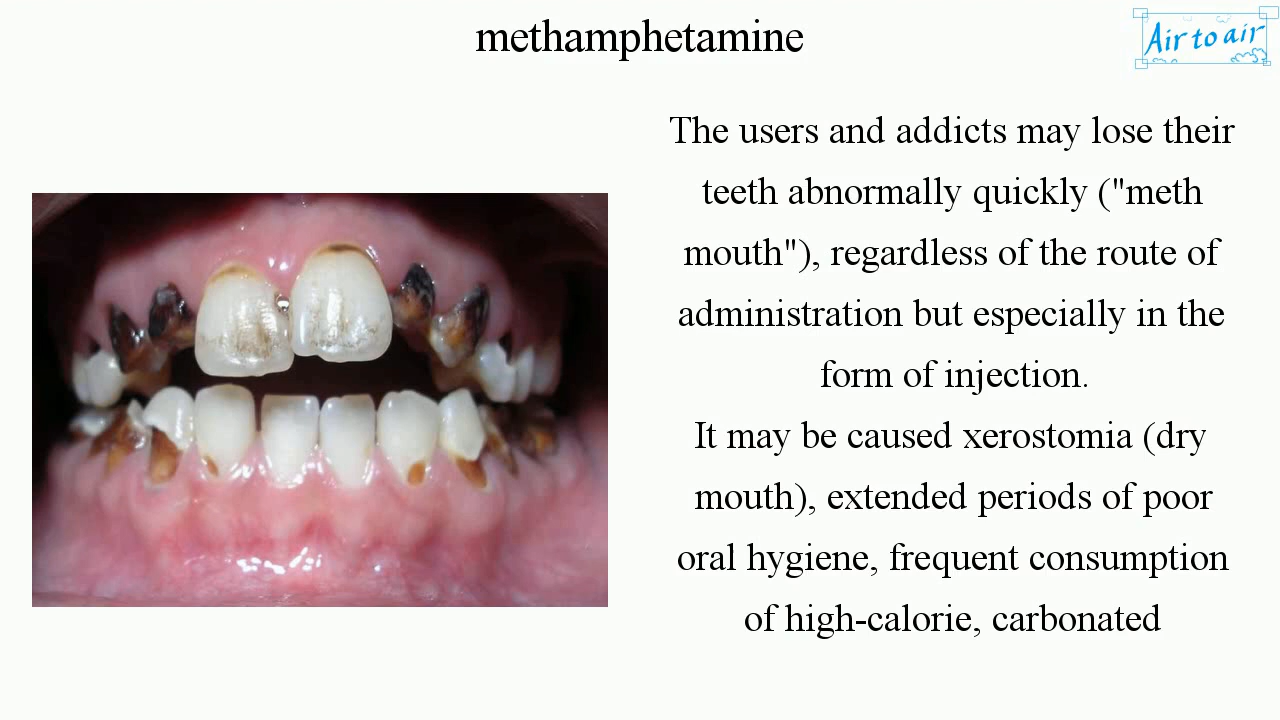 methamphetamine
Air to air
The users and addicts may lose their
teeth abnormally quickly ("meth
mouth"), regardless of the route of
administration but especially in the
form of injection.
It may be caused xerostomia (dry
mouth), extended periods of poor
oral hygiene, frequent consumption
of high-calorie, carbonated